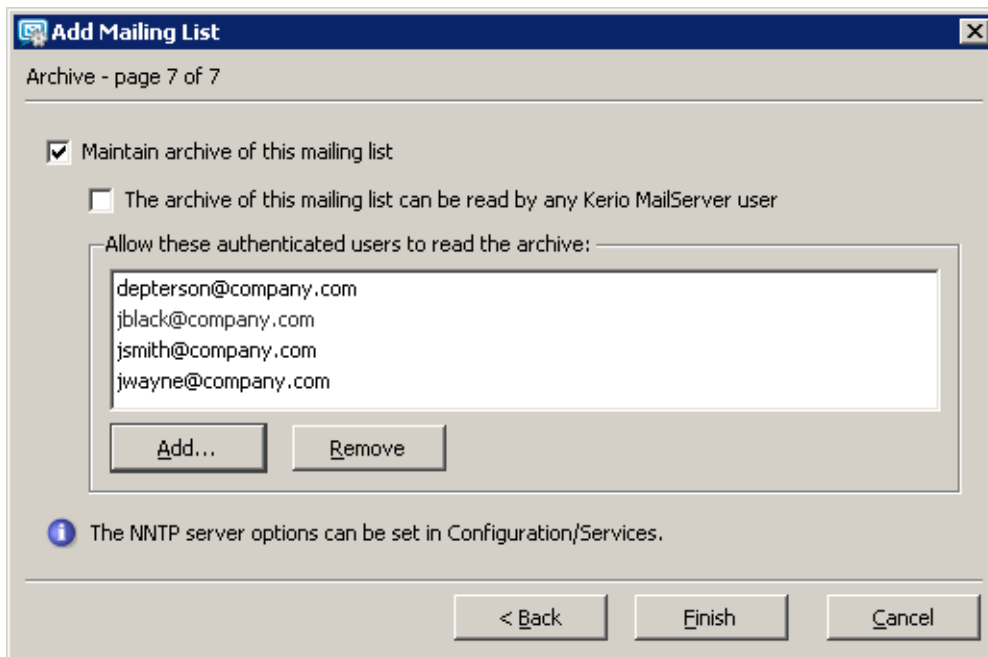 Add Mailing List
Archive - page 7 of 7
Maintain archive of this mailing list
The archive of this mailing list can be read by any Kerio MailServer user
Allow these authenticated users to read the archive:
depterson@company.com
jblack@company.com
jsmith@company.com
jwayne@company.com
Add... Remove
The NNTP server options can be set in Configuration/Services.
< Back Finish Cancel